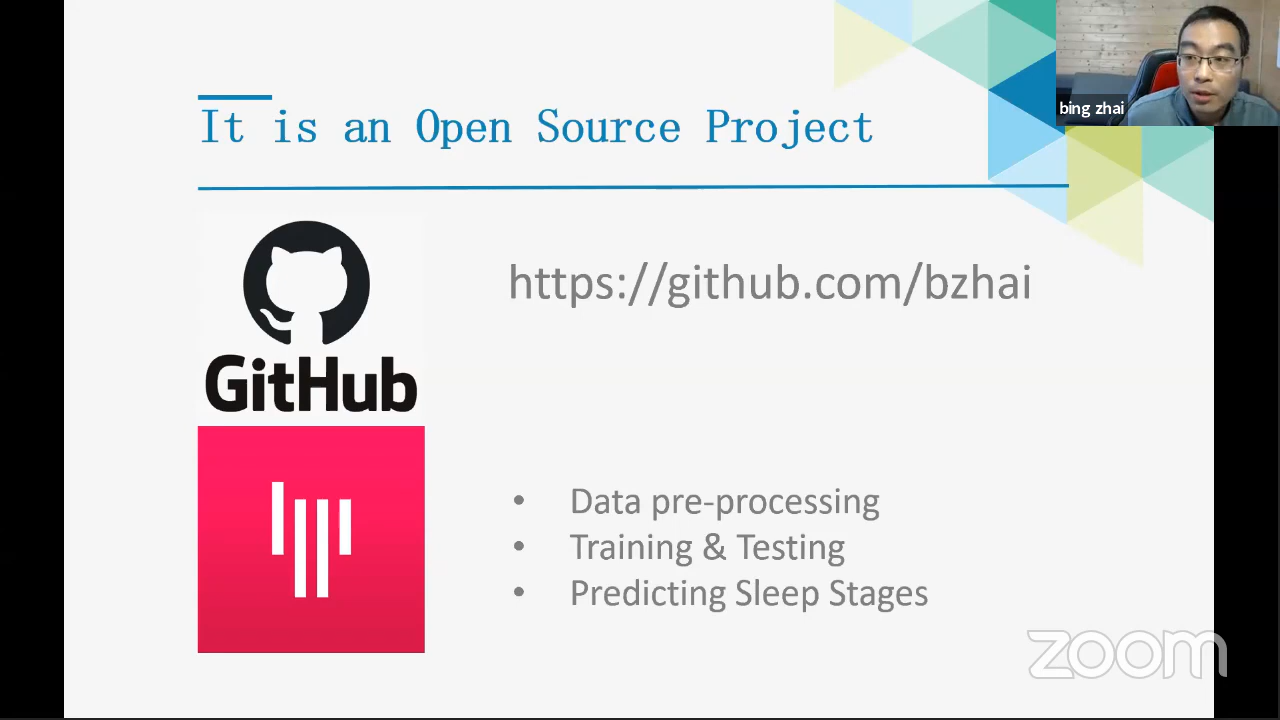 It is an Open Source Project
bing zhai
https://github.com/bzhai
GitHub
• Data pre-processing
• Training & Testing
• Predicting Sleep Stages
zoom